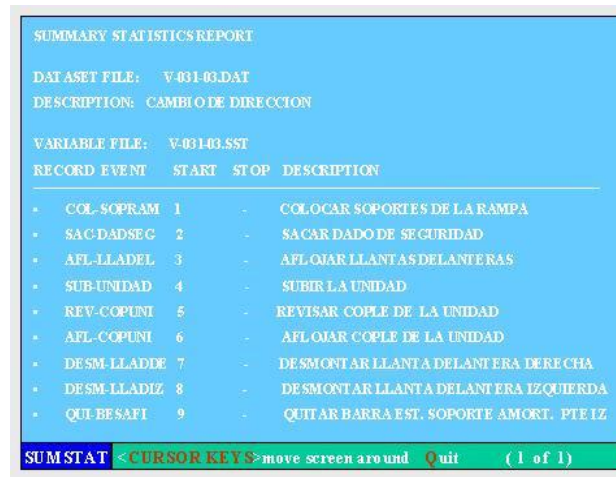 SUMMARY STATISTICS REPORT
DATASET FILE: V-031-03.DAT
DESCRIPTION: CAMBIO DE DIRECCION
VARIABLE FILE: V-031-03.SST
RECORD EVENT START STOP DESCRIPTION
- COL-SOPRAM 1 - COLOCAR SOPORTES DE LA RAMPA
- SAC-DADSEG 2 - SACAR DADO DE SEGURIDAD
- AFL-LLADEL 3 - AFLOJAR LLANTAS DELANTERAS
- SUB-UNIDAD 4 - SUBIR LA UNIDAD
- REV-COPUNI 5 - REVISAR COPLE DE LA UNIDAD
- AFL-COPUNI 6 - AFLOJAR COPLE DE LA UNIDAD
- DESM-LLADDE 7 - DESMONTAR LLANTA DELANTERA DERECHA
- DESM-LLADIZ 8 - DESMONTAR LLANTA DELANTERA IZQUIERDA
- QUI-BESAFI 9 - QUITAR BARRA EST. SOPORTE AMORT. PTE IZ
SUMSTAT <CURSOR KEYS>move screen around Quit (1 of 1)